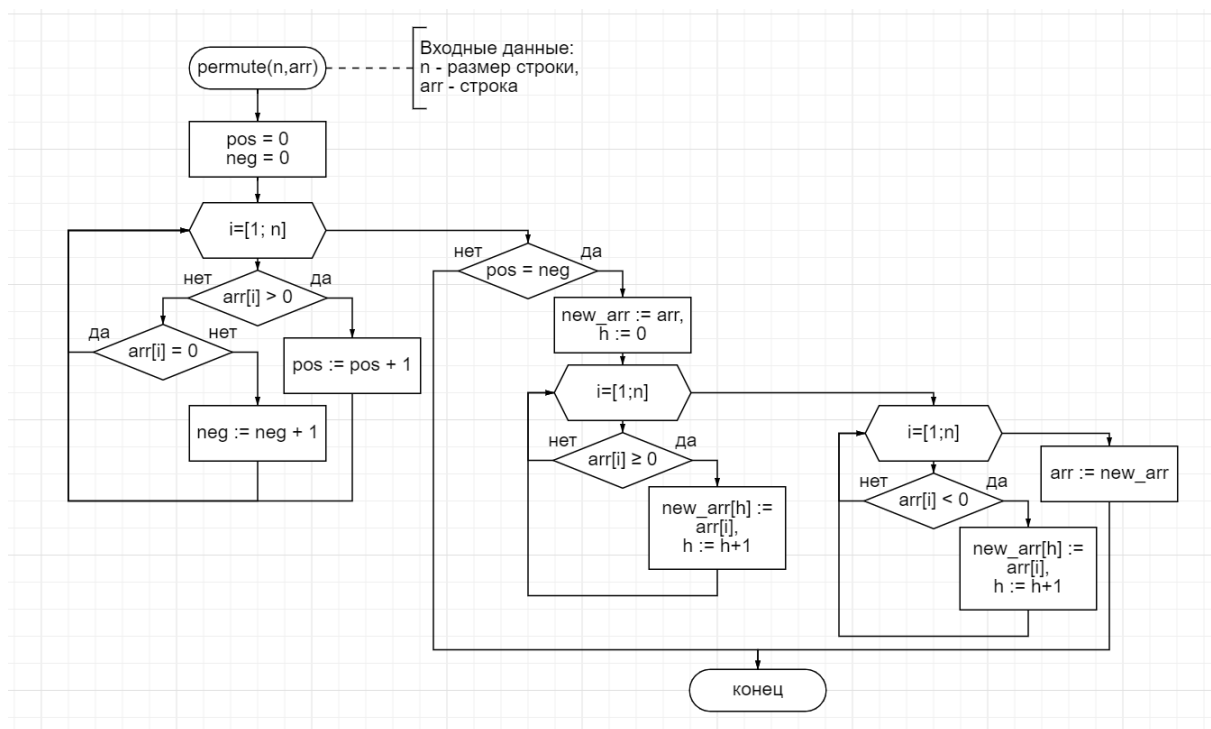 permute(n,arr)
Входные данные:
n - размер строки,
arr - строка
pos = 0
neg = 0
i=[1; n]
нет
да
arr[i] > 0
да
нет
arr[i] = 0
pos := pos + 1
neg := neg + 1
нет
да
pos = neg
new_arr := arr,
h := 0
i=[1;n]
нет
да
arr[i] ≥ 0
new_arr[h] :=
arr[i],
h := h+1
i=[1;n]
нет
да
arr[i] < 0
new_arr[h] :=
arr[i],
h := h+1
arr := new_arr
конец